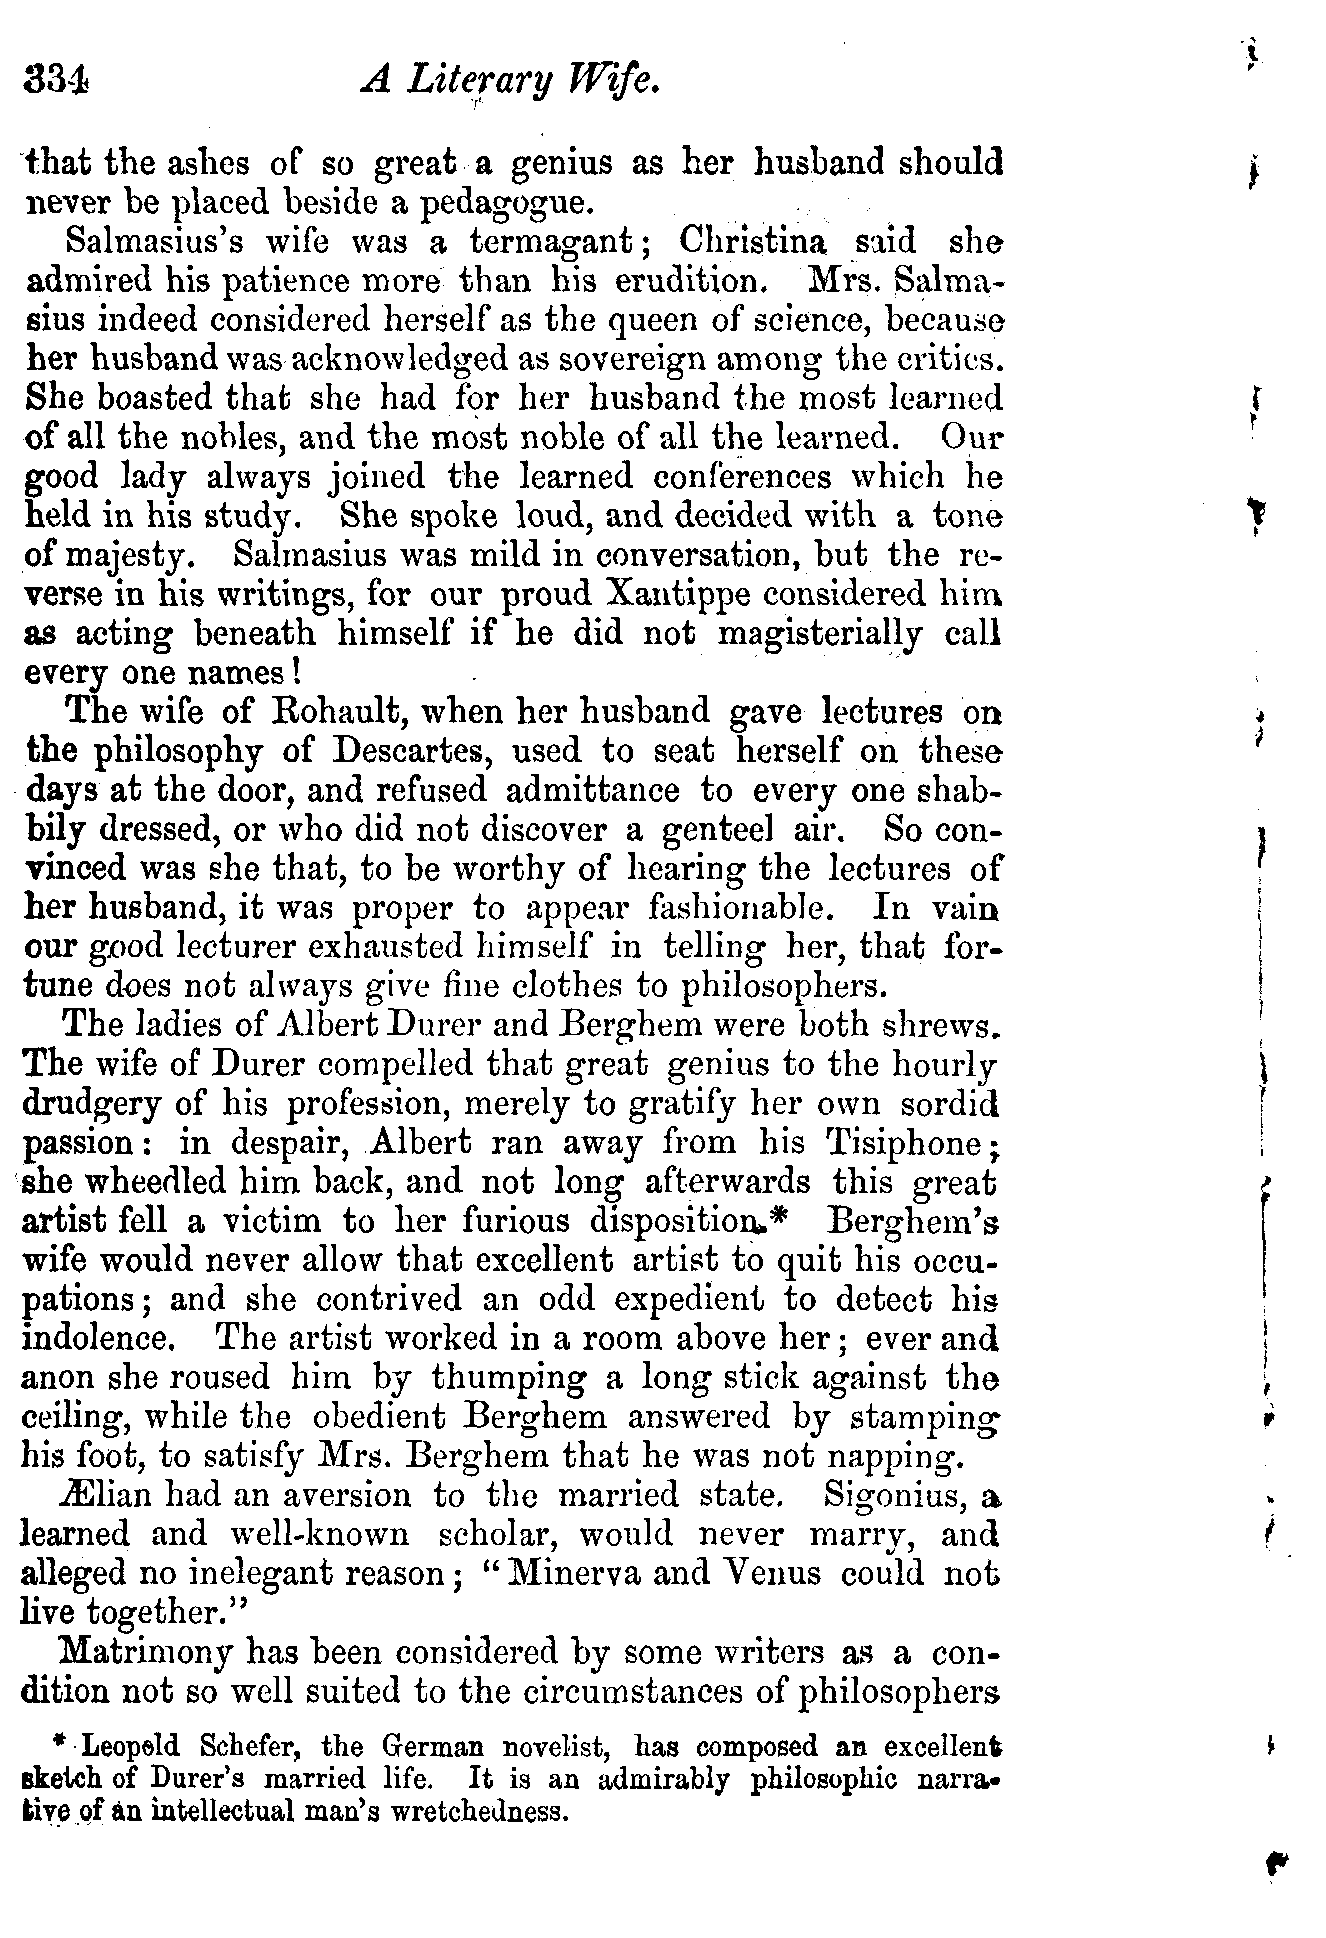 334 A Literary Wife.
that the ashes of so great a genius as her husband should
never be placed beside a pedagogue.
Salmasius's wife was a termagant; Christina said she
admired his patience more than his erudition. Mrs. Salma-
sius indeed considered herself as the queen of science, because
her husband was acknowledged as sovereign among the critics.
She boasted that she had for her husband the most learned
of all the nobles, and the most noble of all the learned. Our
good lady always joined the learned conferences which he
held in his study. She spoke loud, and decided with a tone
of majesty. Salmasius was mild in conversation, but the re-
verse in his writings, for our proud Xantippe considered him
as acting beneath himself if he did not magisterially call
every one names!
The wife of Rohault, when her husband gave lectures on
the philosophy of Descartes, used to seat herself on these
days at the door, and refused admittance to every one shab-
bily dressed, or who did not discover a genteel air. So con-
vinced was she that, to be worthy of hearing the lectures of
her husband, it was proper to appear fashionable. In vain
our good lecturer exhausted himself in telling her, that for-
tune does not always give fine clothes to philosophers.
The ladies of Albert Durer and Berghem were both shrews.
The wife of Durer compelled that great genius to the hourly
drudgery of his profession, merely to gratify her own sordid
passion: in despair, Albert ran away from his Tisiphone;
she wheedled him back, and not long afterwards this great
artist fell a victim to her furious disposition.* Berghem's
wife would never allow that excellent artist to quit his occu-
pations; and she contrived an odd expedient to detect his
indolence. The artist worked in a room above her; ever and
anon she roused him by thumping a long stick against the
ceiling, while the obedient Berghem answered by stamping
his foot, to satisfy Mrs. Berghem that he was not napping.
Ælian had an aversion to the married state. Sigonius, a
learned and well-known scholar, would never marry, and
alleged no inelegant reason; "Minerva and Venus could not
live together."
Matrimony has been considered by some writers as a con-
dition not so well suited to the circumstances of philosophers
* Leopold Schefer, the German novelist, has composed an excellent
sketch of Durer's married life. It is an admirably philosophic narra-
tive of an intellectual man's wretchedness.